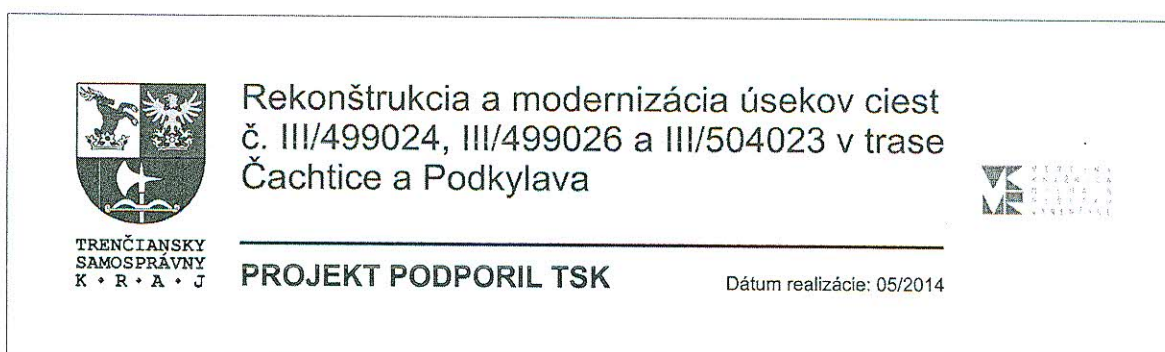 Rekonštrukcia a modernizácia úsekov ciest
č. III/499024, III/499026 a III/504023 v trase
Čachtice a Podkylava
TRENČIANSKY
SAMOSPRÁVNY
K • R • A • J
PROJEKT PODPORIL TSK
Dátum realizácie: 05/2014